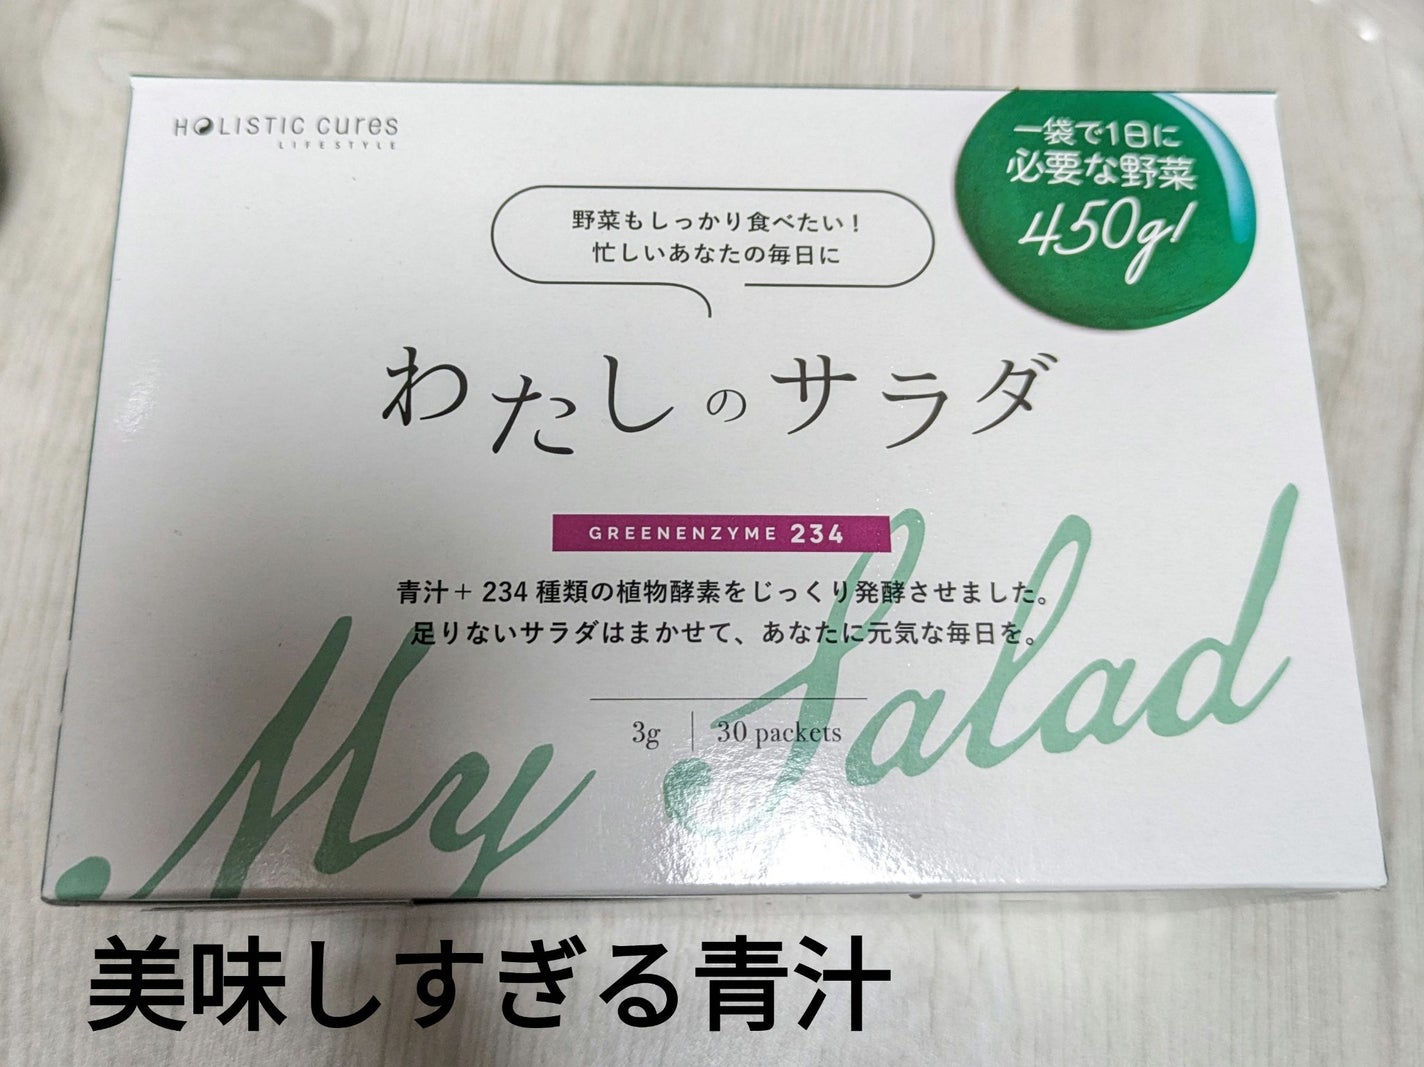 HOLISTIC cures
LIFESTYLE
一袋で1日に
必要な野菜
450g!
野菜もしっかり食べたい！
忙しいあなたの毎日に
わたしのサラダ
GREENENZYME 234
青汁＋234種類の植物酵素をじっくり発酵させました。
足りないサラダはまかせて、あなたに元気な毎日を。
3g | 30 packets
My Salad
美味しすぎる青汁